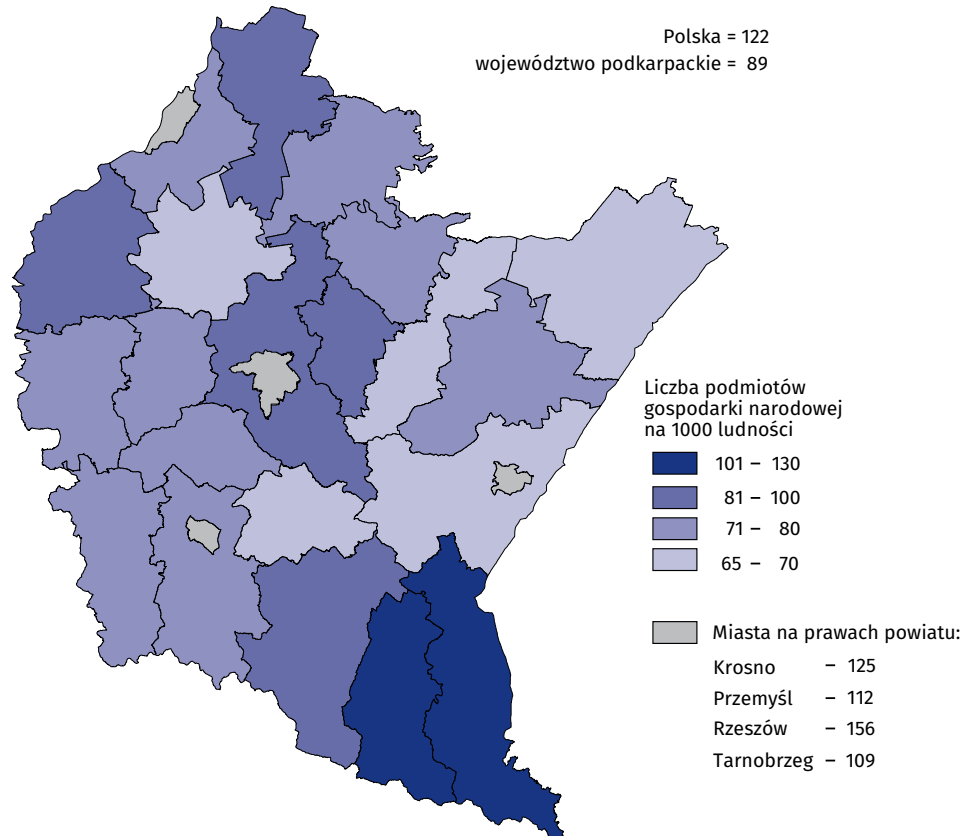 Polska = 122
województwo podkarpackie = 89
Liczba podmiotów
gospodarki narodowej
na 1000 ludności
101 – 130
81 – 100
71 – 80
65 – 70
Miasta na prawach powiatu:
Krosno – 125
Przemyśl – 112
Rzeszów – 156
Tarnobrzeg – 109